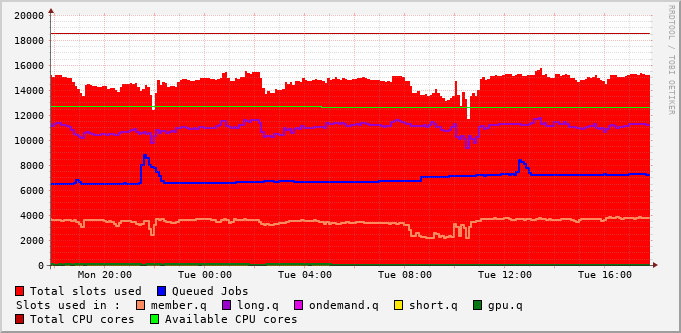 20000
18000
16000
14000
12000
10000
8000
6000
4000
2000
0
Mon 20:00 Tue 00:00 Tue 04:00 Tue 08:00 Tue 12:00 Tue 16:00
RRDTOOL / TOBI OETIKER
Total slots used Queued Jobs
Slots used in : member.q long.q ondemand.q short.q gpu.q
Total CPU cores Available CPU cores